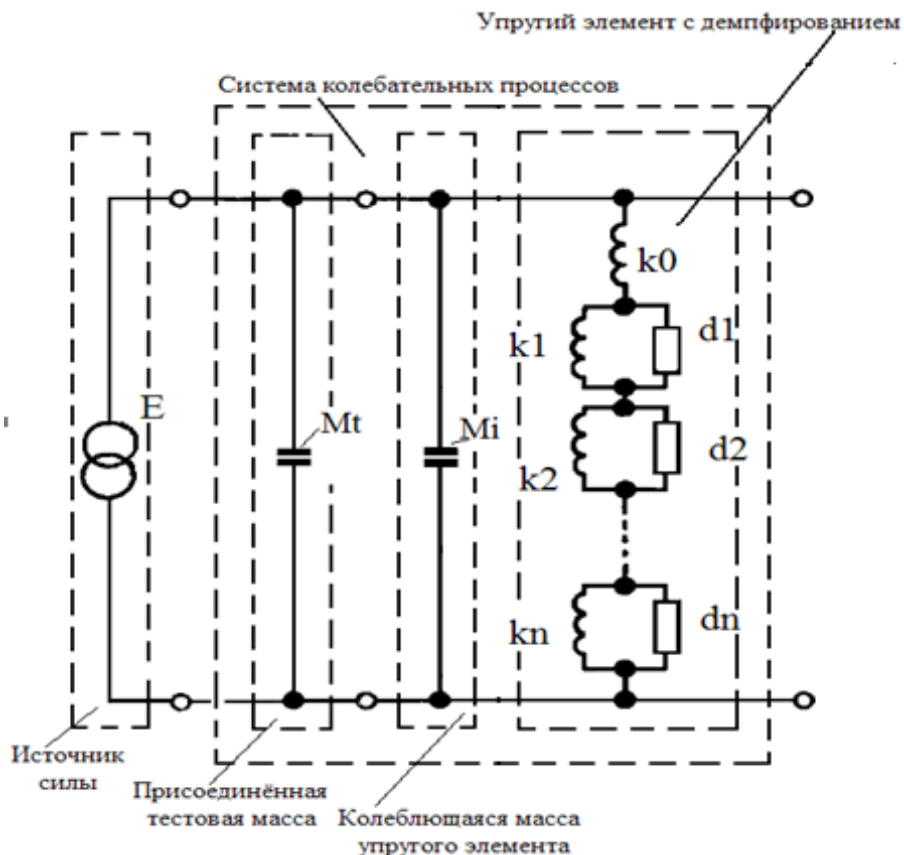 Упругий элемент с демпфированием
Система колебательных процессов
k0
k1
d1
E
Mt
Mi
k2
d2
kn
dn
Источник
силы
Присоединённая
тестовая масса
Колеблющаяся масса
упругого элемента